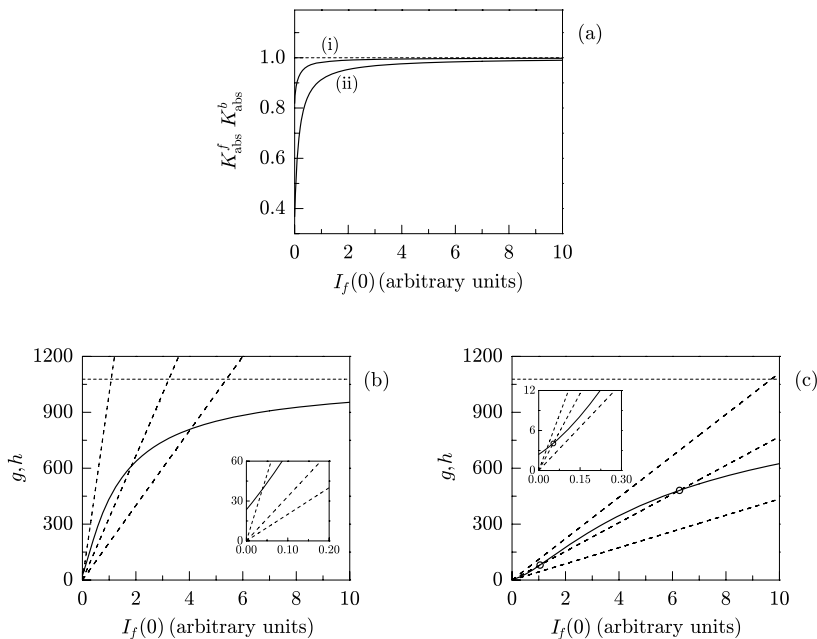 (a)
(i)
(ii)
1.0
0.8
0.6
0.4
K^f_abs K^b_abs
0 2 4 6 8 10
I_f(0) (arbitrary units)
1200
900
600
300
0
g, h
(b)
60
30
0
0.00 0.10 0.20
0 2 4 6 8 10
I_f(0) (arbitrary units)
1200
900
600
300
0
g, h
(c)
12
6
0
0.00 0.15 0.30
0 2 4 6 8 10
I_f(0) (arbitrary units)